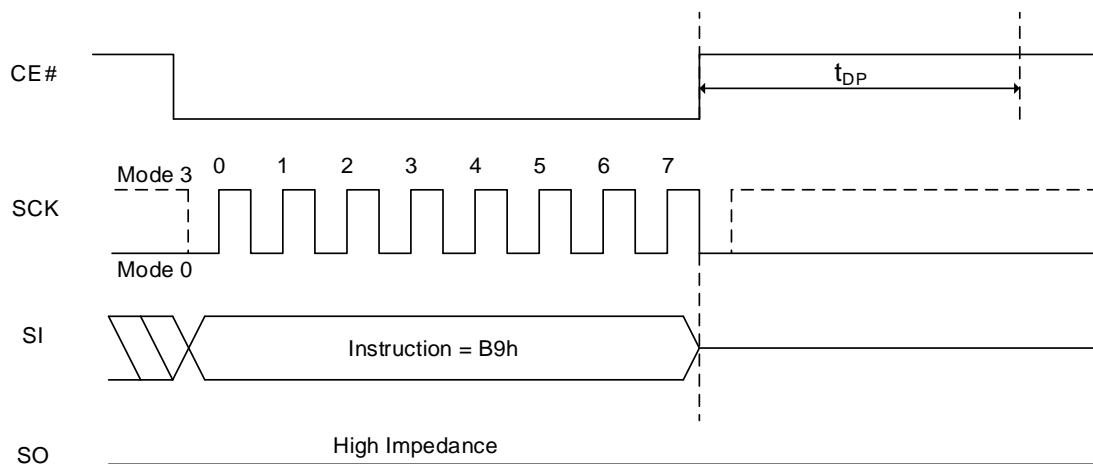 CE#
tDP
Mode 3
0 1 2 3 4 5 6 7
SCK
Mode 0
SI
Instruction = B9h
High Impedance
SO